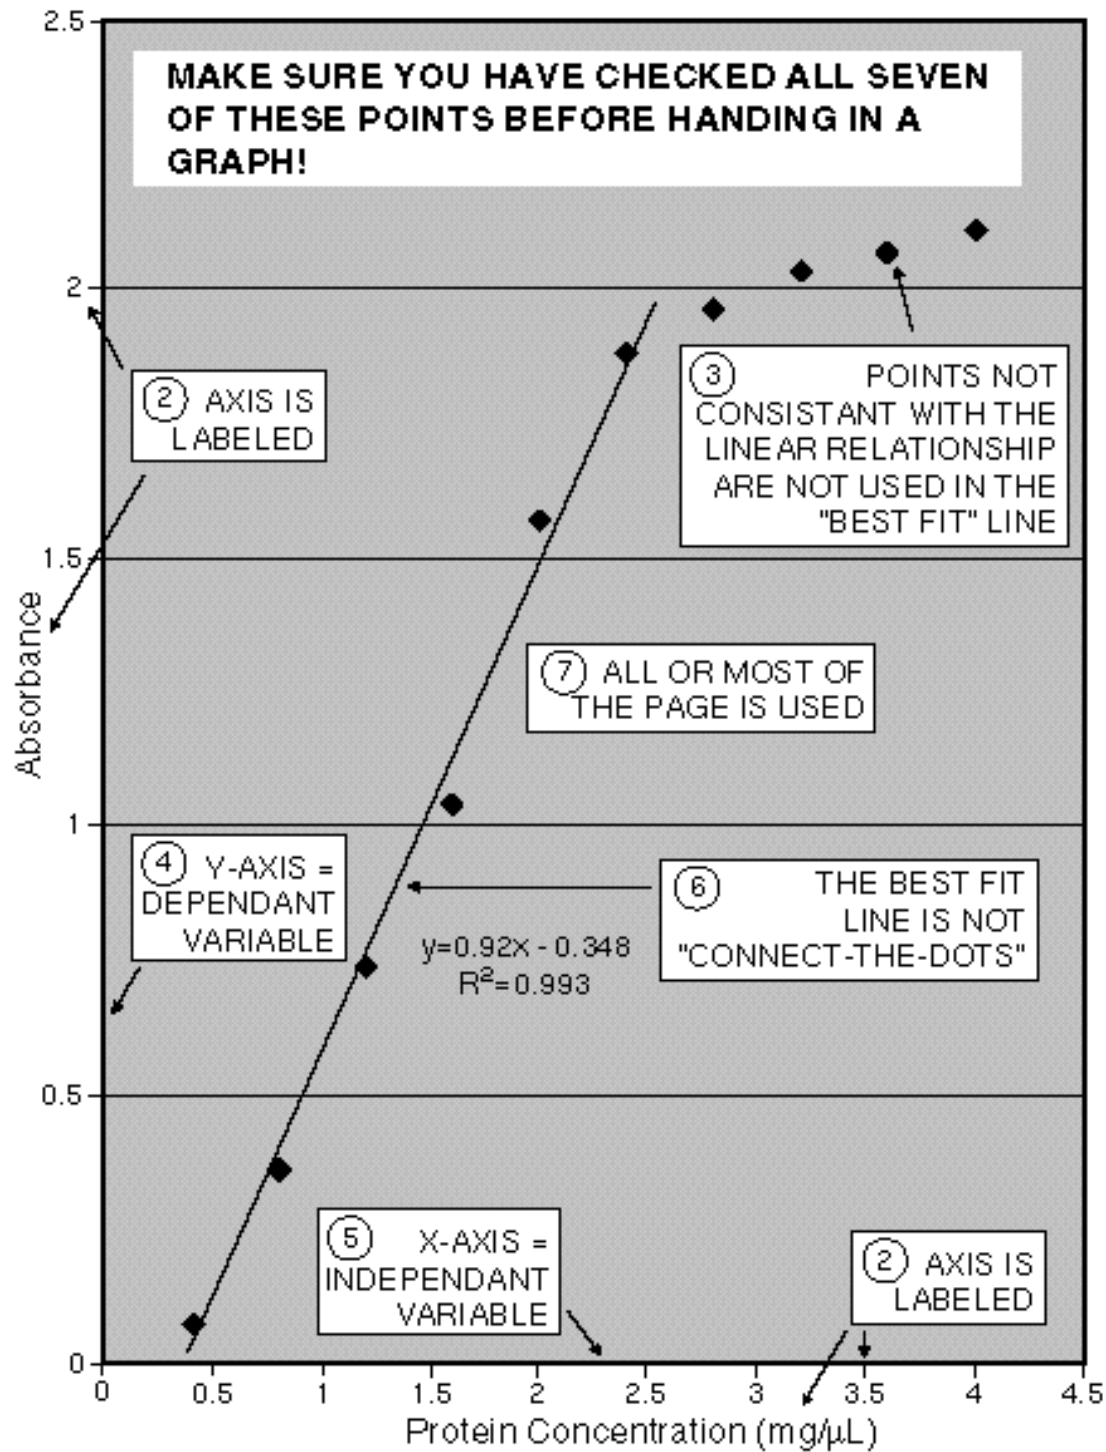 2.5
MAKE SURE YOU HAVE CHECKED ALL SEVEN
OF THESE POINTS BEFORE HANDING IN A
GRAPH!
2
2 AXIS IS
LABELED
3 POINTS NOT
CONSISTANT WITH THE
LINEAR RELATIONSHIP
ARE NOT USED IN THE
"BEST FIT" LINE
1.5
Absorbance
7 ALL OR MOST OF
THE PAGE IS USED
1
4 Y-AXIS =
DEPENDANT
VARIABLE
6 THE BEST FIT
LINE IS NOT
"CONNECT-THE-DOTS"
y=0.92x - 0.348
R²=0.993
0.5
5 X-AXIS =
INDEPENDANT
VARIABLE
2 AXIS IS
LABELED
0
0 0.5 1 1.5 2 2.5 3 3.5 4 4.5
Protein Concentration (mg/µL)